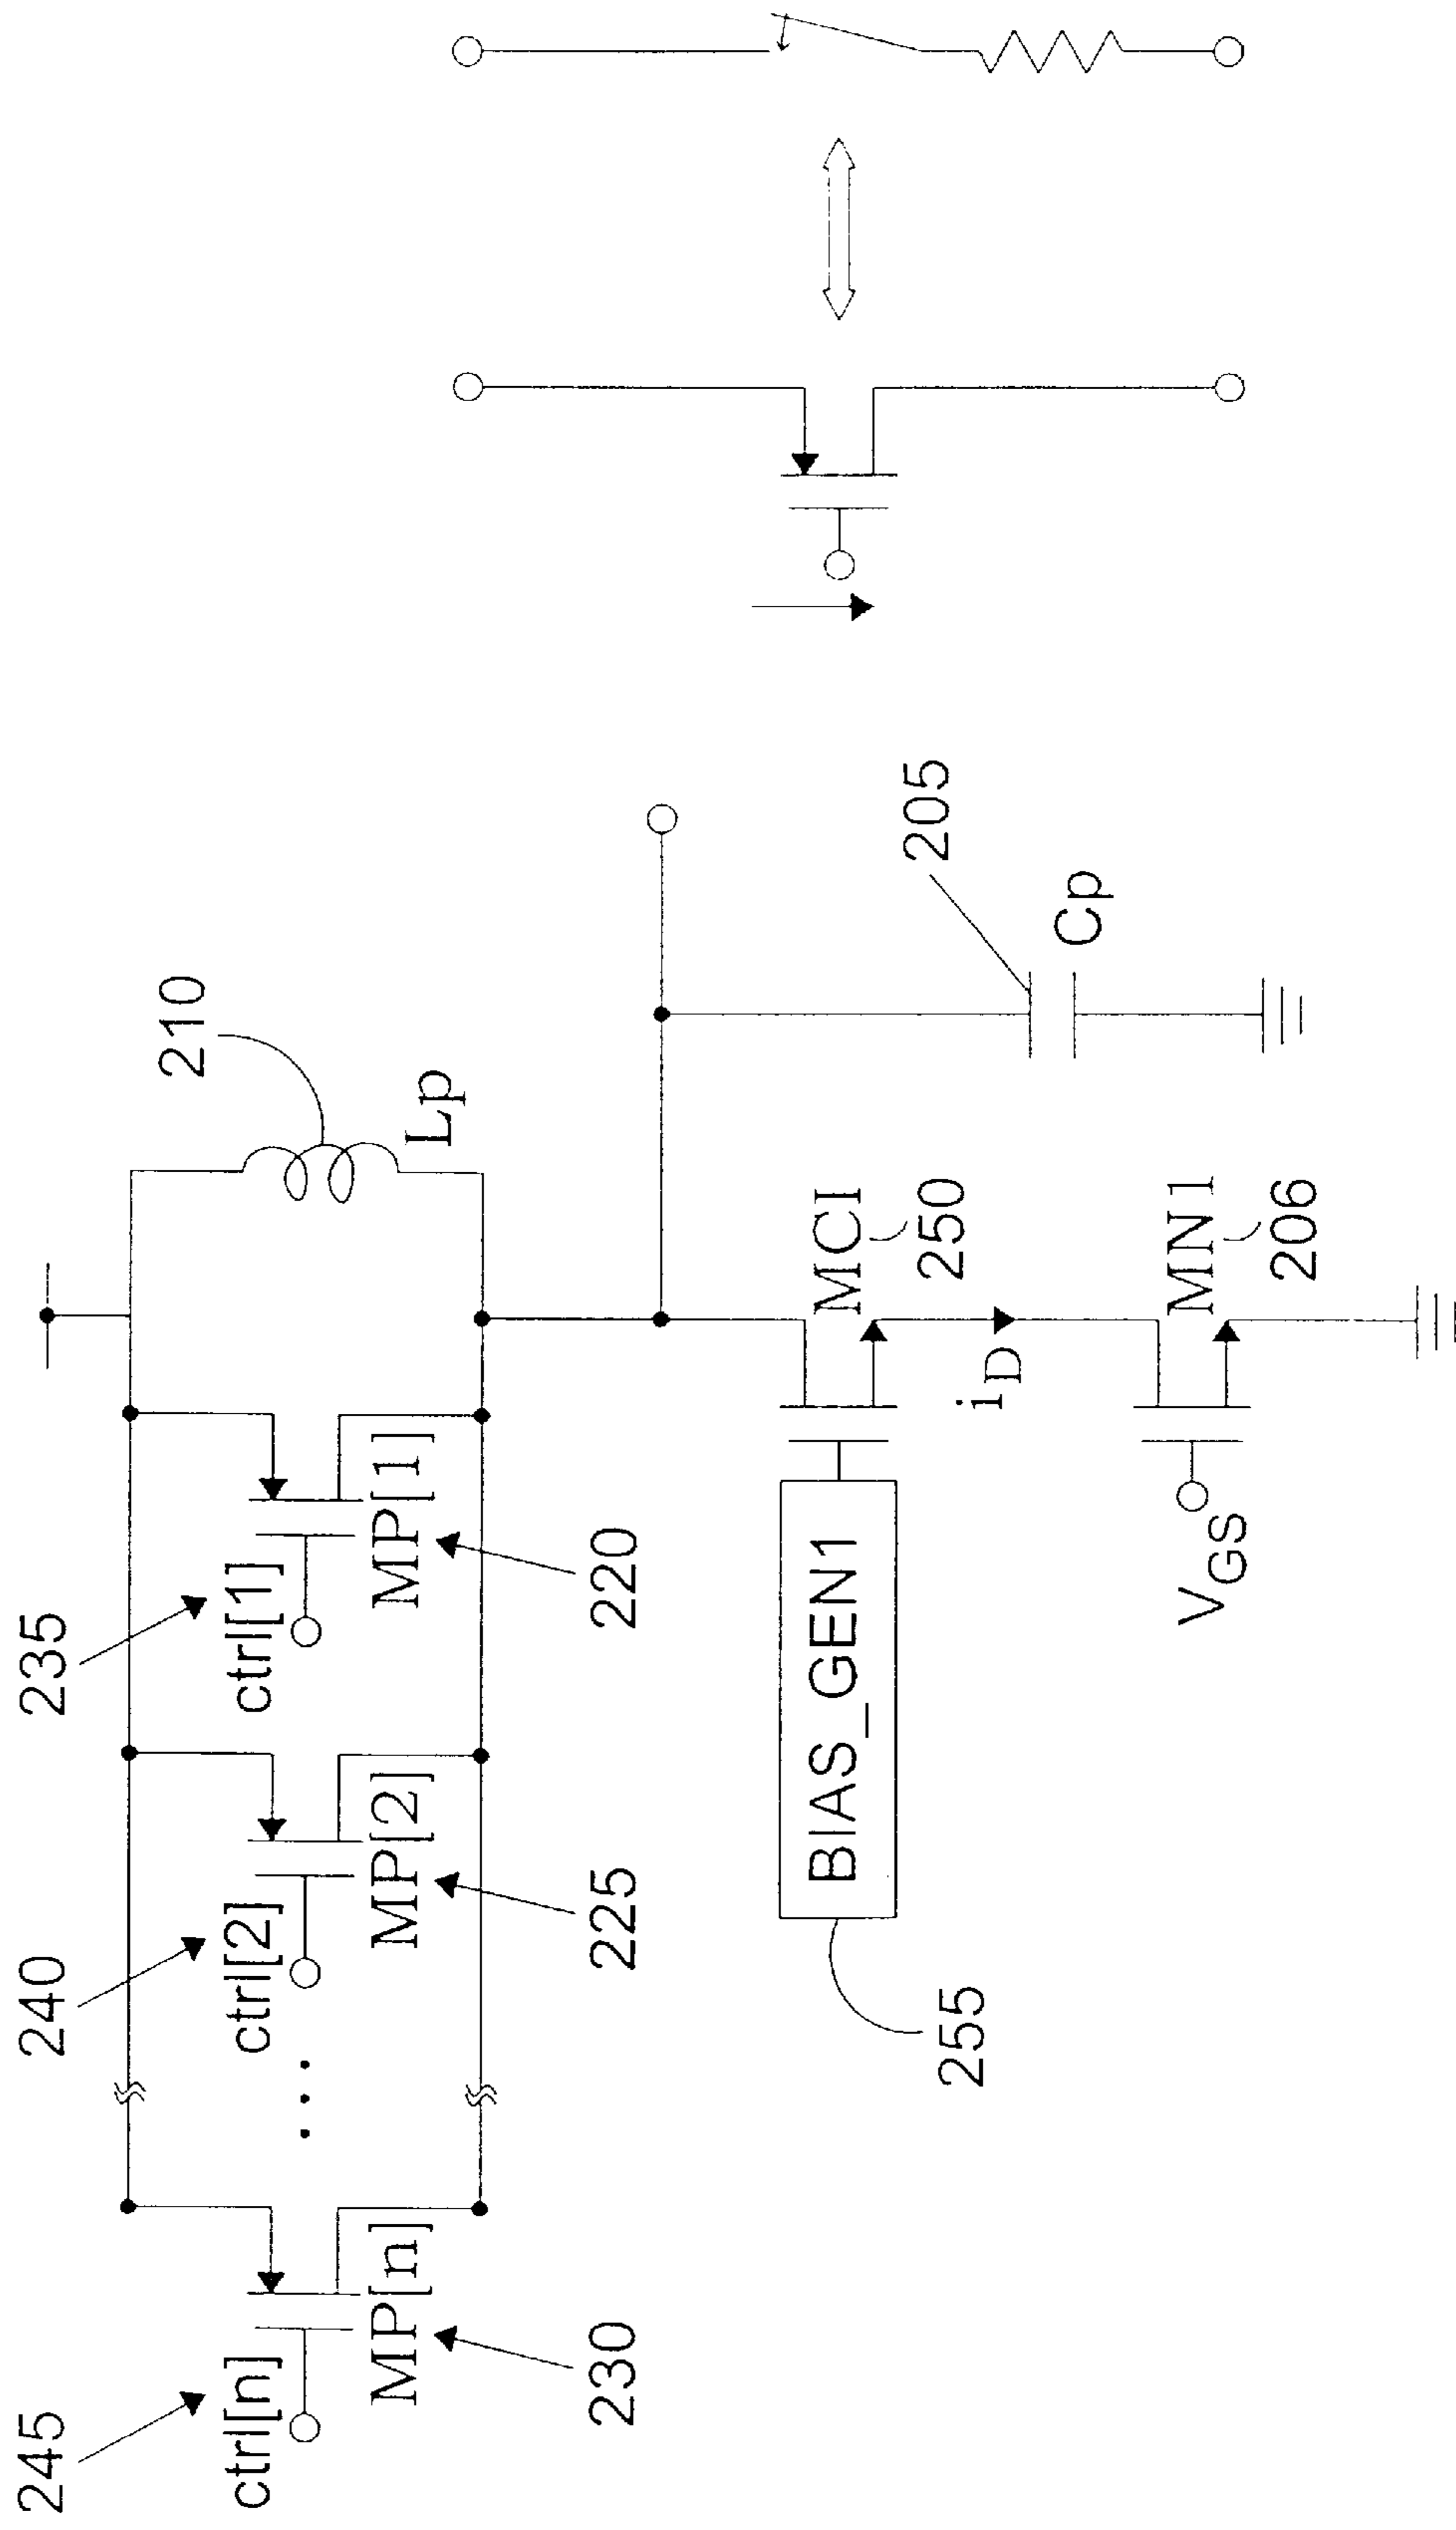 245
240
235
210
ctrl[n]
ctrl[2]
ctrl[1]
MP[n]
MP[2]
MP[1]
Lp
230
225
220
...
BIAS_GEN1
255
MCI
250
205
Cp
iD
VGS
MN1
206